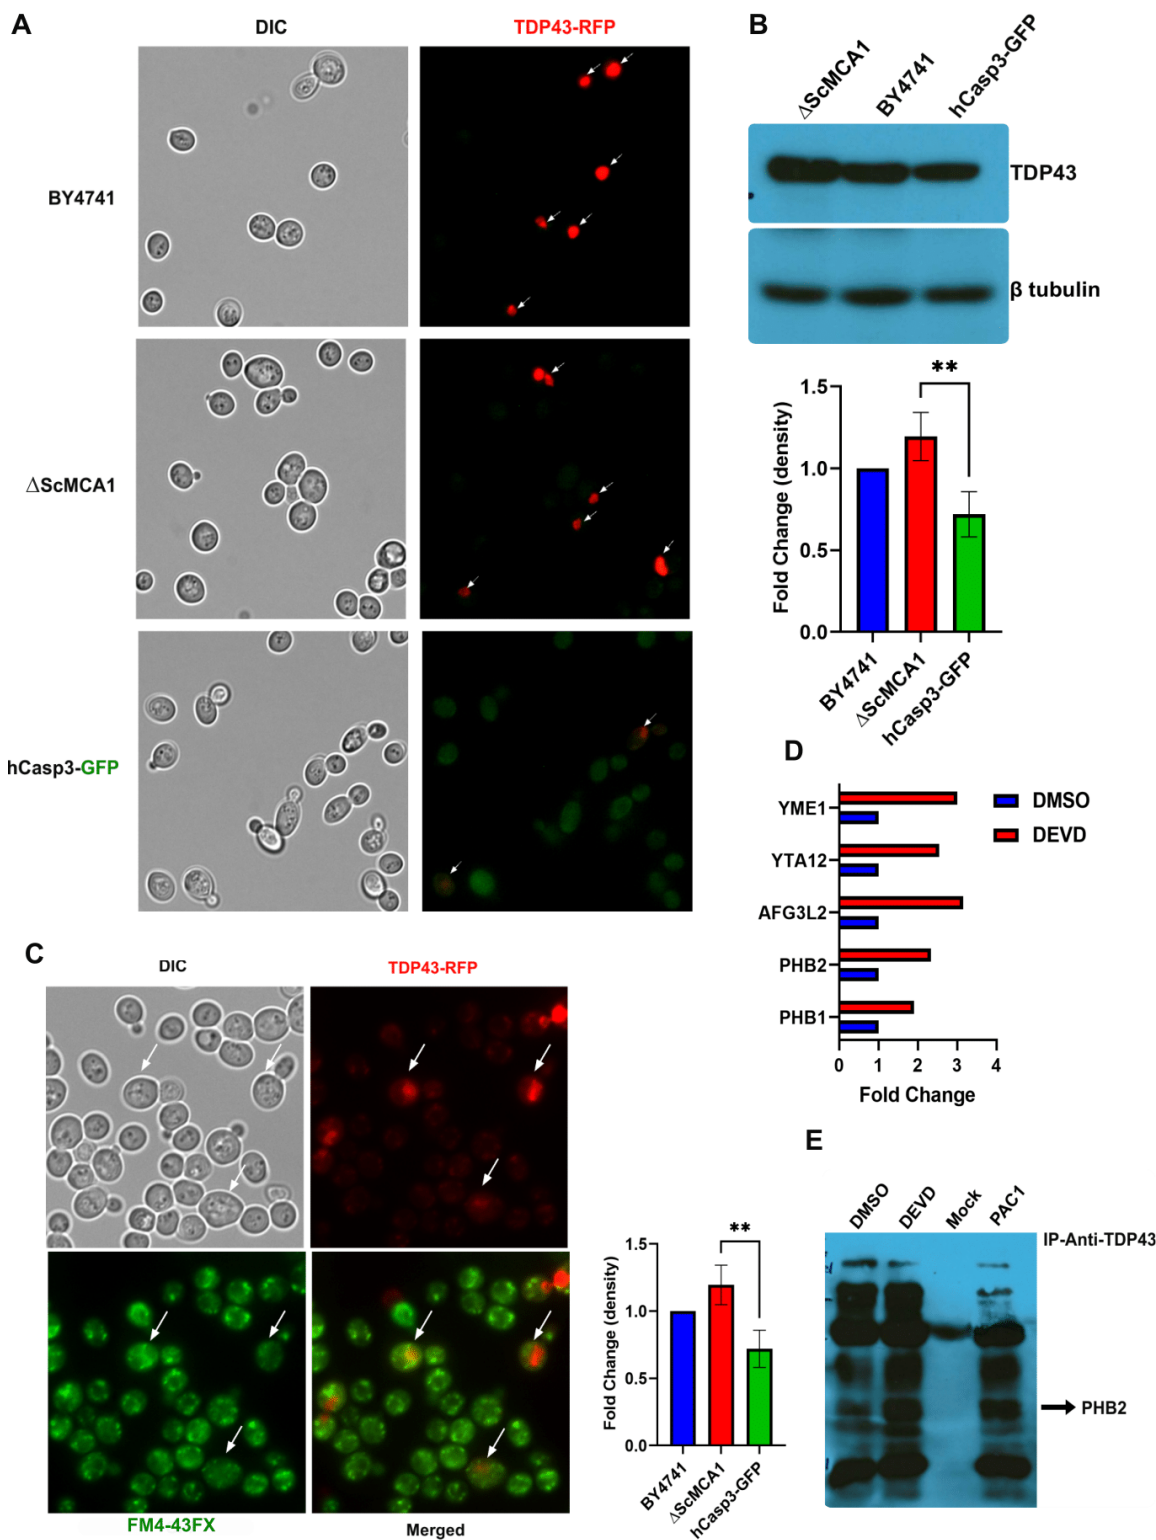 A
DIC
TDP43-RFP
BY4741
ΔScMCA1
hCasp3-GFP
B
ΔScMCA1
BY4741
hCasp3-GFP
TDP43
β tubulin
**
Fold Change (density)
1.5
1.0
0.5
0.0
BY4741
ΔScMCA1
hCasp3-GFP
C
DIC
TDP43-RFP
FM4-43FX
Merged
**
Fold Change (density)
1.5
1.0
0.5
0.0
BY4741
ΔScMCA1
hCasp3-GFP
D
YME1
YTA12
AFG3L2
PHB2
PHB1
DMSO
DEVD
0 1 2 3 4
Fold Change
E
DMSO
DEVD
Mock
PAC1
IP-Anti-TDP43
PHB2